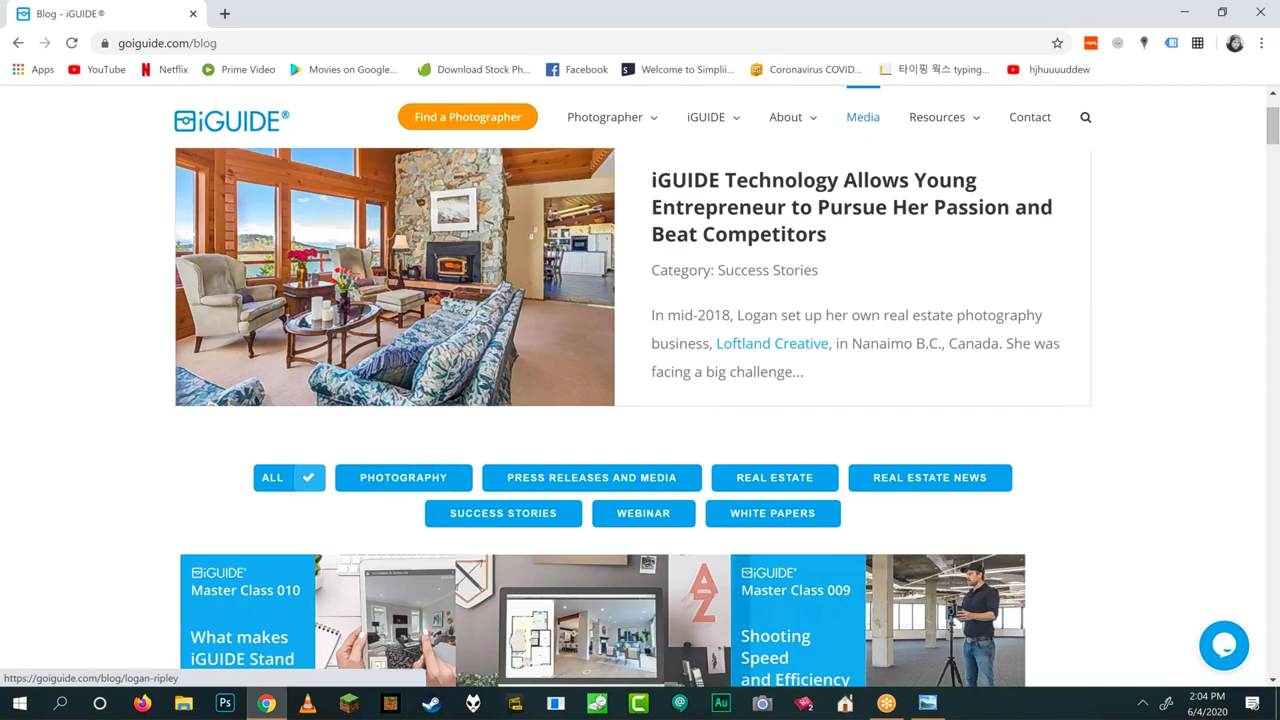 Blog - iGUIDE®
goiguide.com/blog
Apps YouTube Netflix Prime Video Movies on Google... Download Stock Ph... Facebook Welcome to Simplii... Coronavirus COVID... 타이핑 웍스 typing... hjhuuuuddew
iGUIDE® Find a Photographer Photographer iGUIDE About Media Resources Contact
iGUIDE Technology Allows Young
Entrepreneur to Pursue Her Passion and
Beat Competitors
Category: Success Stories
In mid-2018, Logan set up her own real estate photography
business, Loftland Creative, in Nanaimo B.C., Canada. She was
facing a big challenge...
ALL PHOTOGRAPHY PRESS RELEASES AND MEDIA REAL ESTATE REAL ESTATE NEWS
SUCCESS STORIES WEBINAR WHITE PAPERS
iGUIDE®
Master Class 010
What makes
iGUIDE Stand
A
Z
iGUIDE®
Master Class 009
Shooting
Speed
and Efficiency
https://goiguide.com/blog/logan-ripley
Ps
Au
2:04 PM
6/4/2020